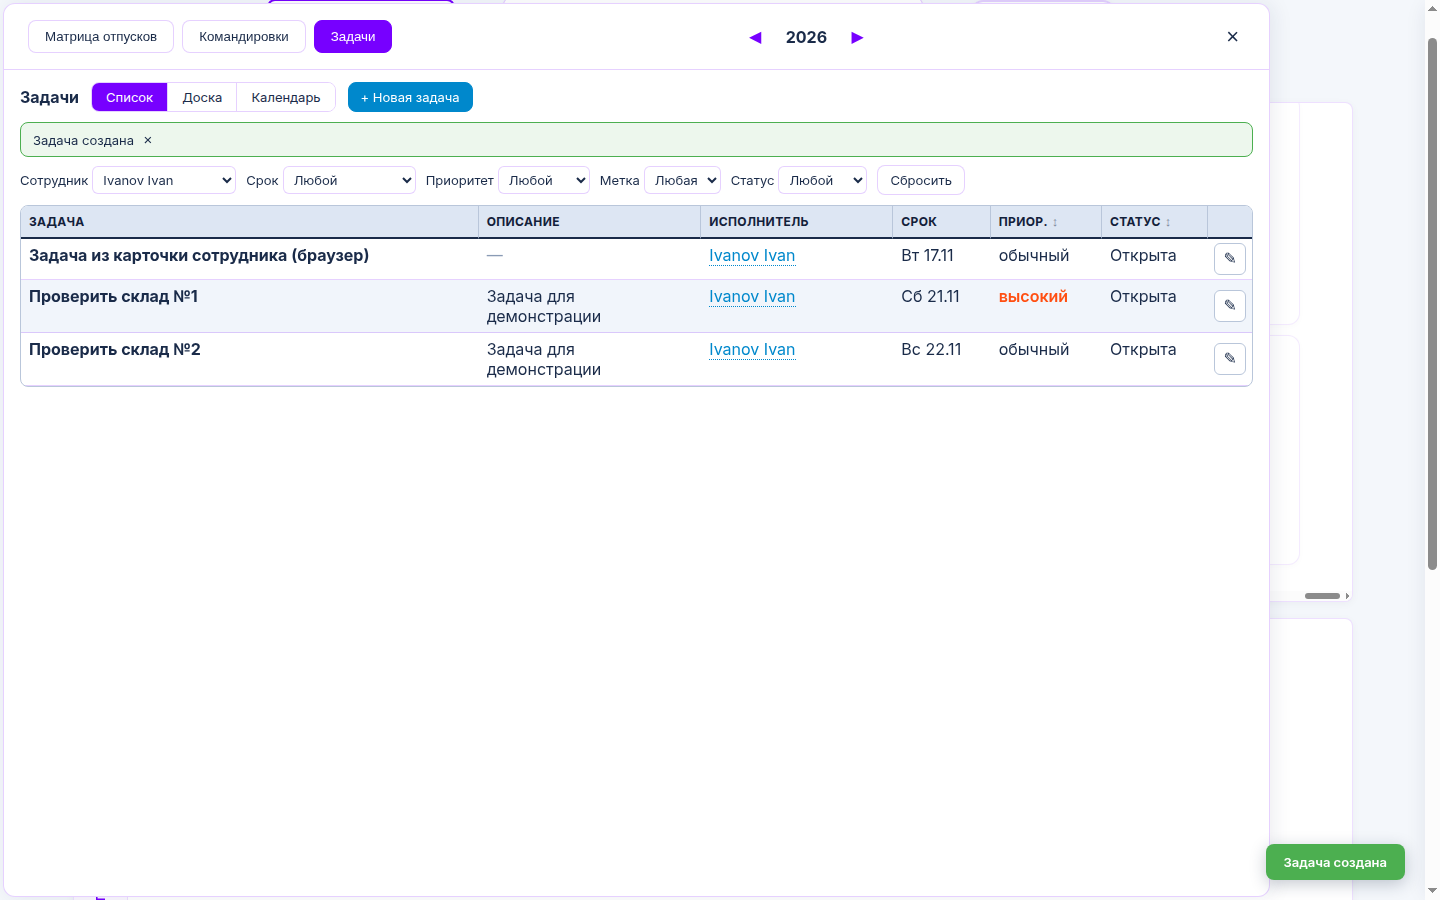 Матрица отпусков Командировки Задачи ◀ 2026 ▶ ×
Задачи Список Доска Календарь + Новая задача
Задача создана ×
Сотрудник Ivanov Ivan Срок Любой Приоритет Любой Метка Любая Статус Любой Сбросить
ЗАДАЧА ОПИСАНИЕ ИСПОЛНИТЕЛЬ СРОК ПРИОР. ↕ СТАТУС ↕
Задача из карточки сотрудника (браузер) — Ivanov Ivan Вт 17.11 обычный Открыта ✎
Проверить склад №1 Задача для Ivanov Ivan Сб 21.11 высокий Открыта ✎
демонстрации
Проверить склад №2 Задача для Ivanov Ivan Вс 22.11 обычный Открыта ✎
демонстрации
Задача создана